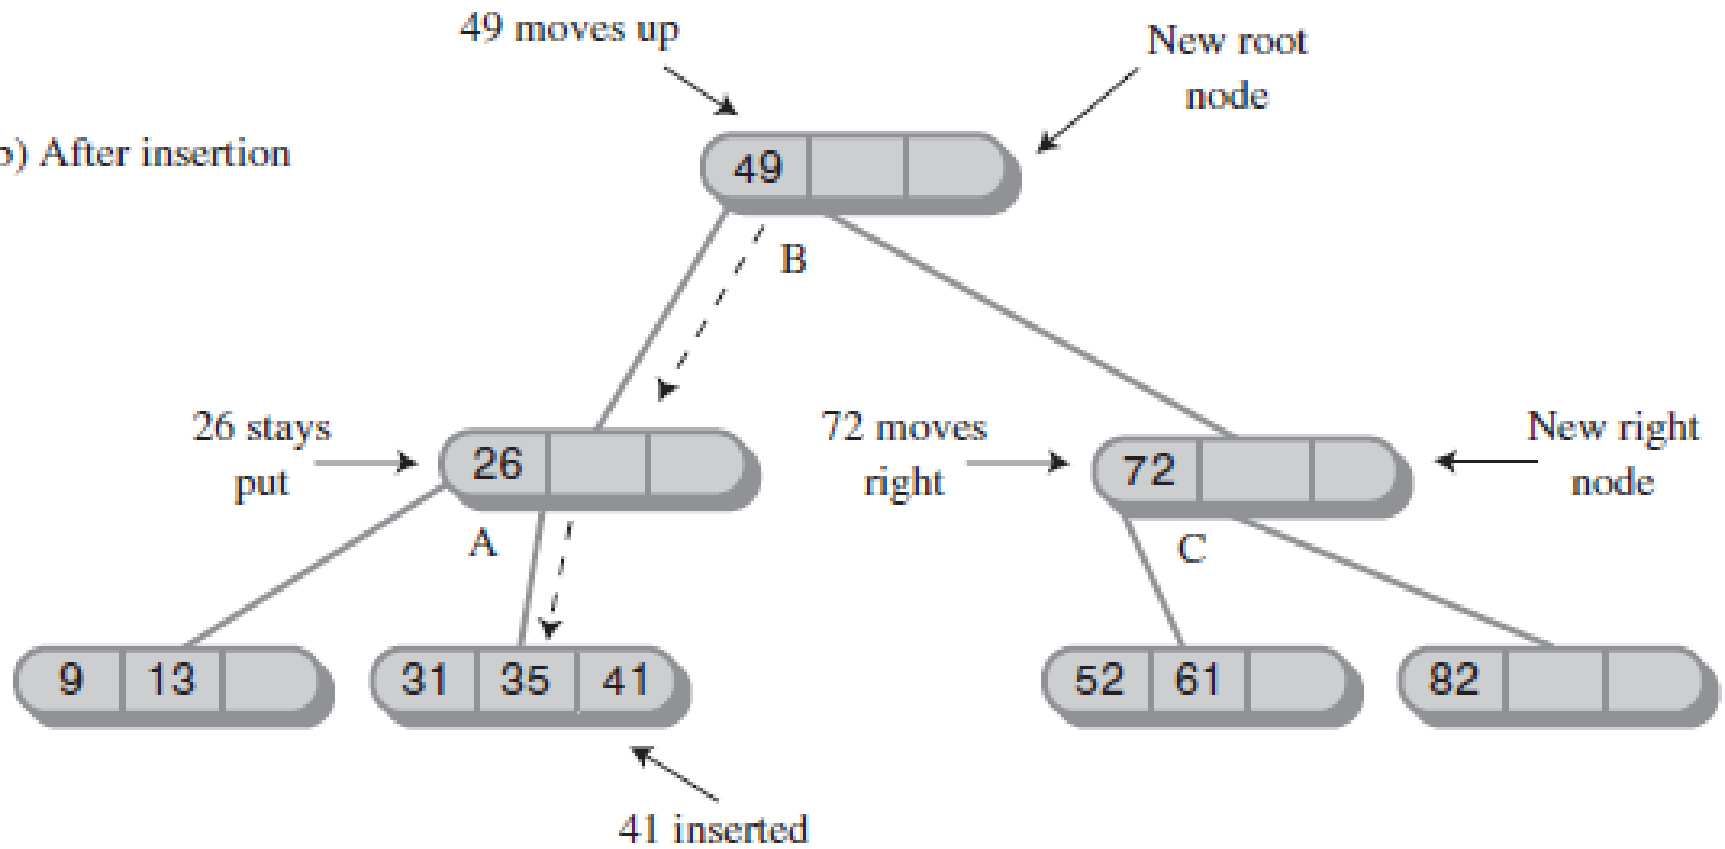 49 moves up
New root
node
b) After insertion
49
B
26 stays
put
26
72 moves
right
72
New right
node
A
C
9 13
31 35 41
52 61
82
41 inserted